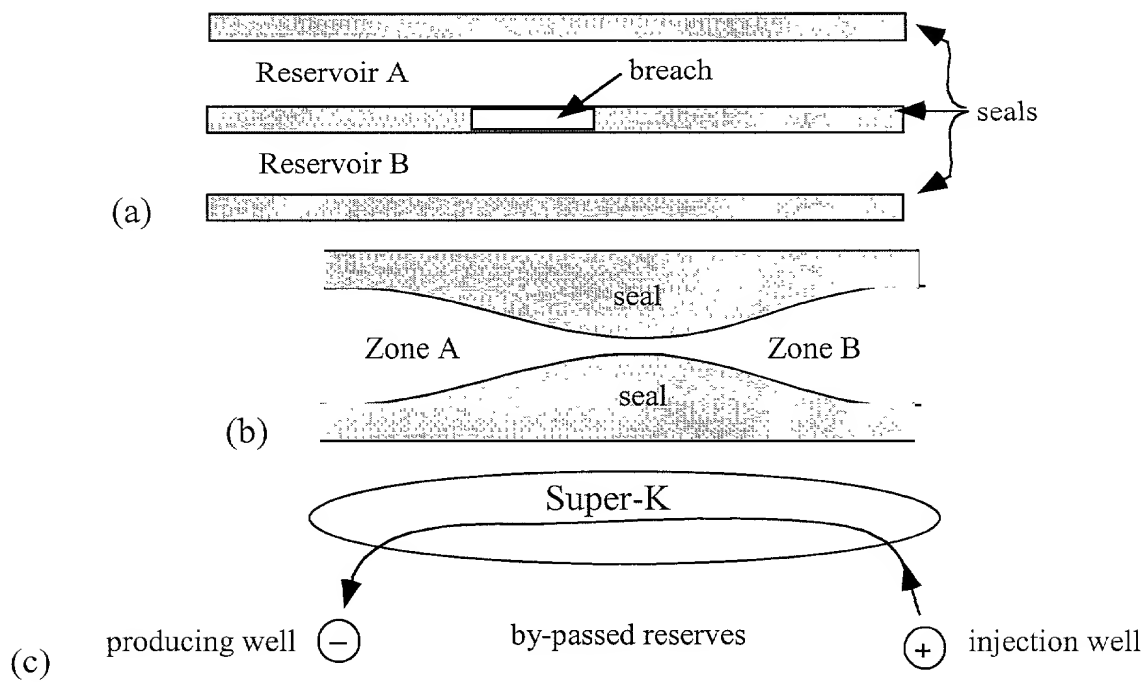 Reservoir A
breach
seals
Reservoir B
(a)
seal
Zone A
Zone B
seal
(b)
Super-K
producing well
−
by-passed reserves
+
injection well
(c)